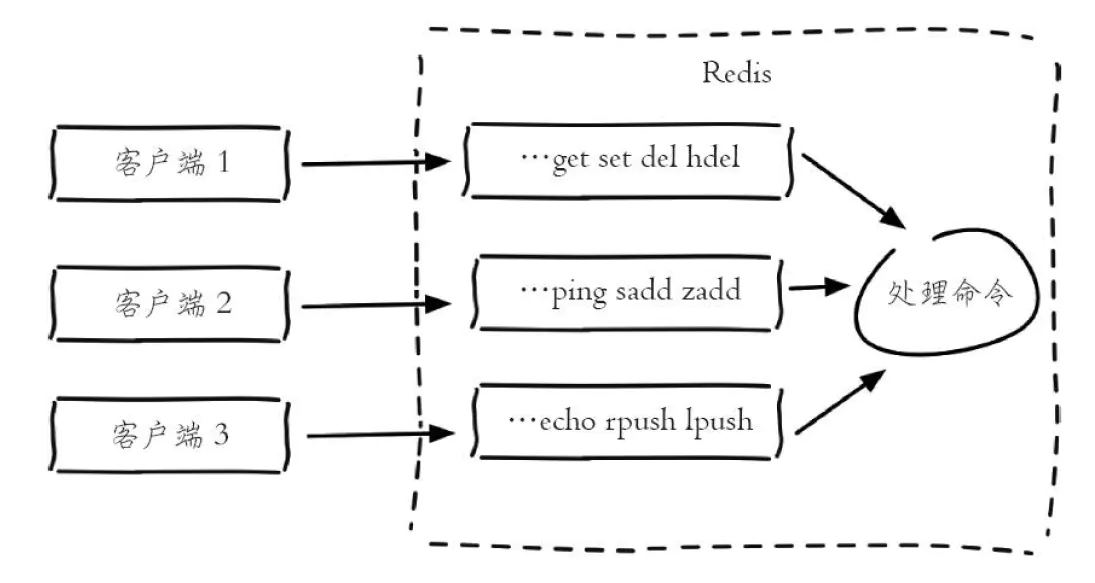 Redis
客户端 1
…get set del hdel
客户端 2
…ping sadd zadd
处理命令
客户端 3
…echo rpush lpush